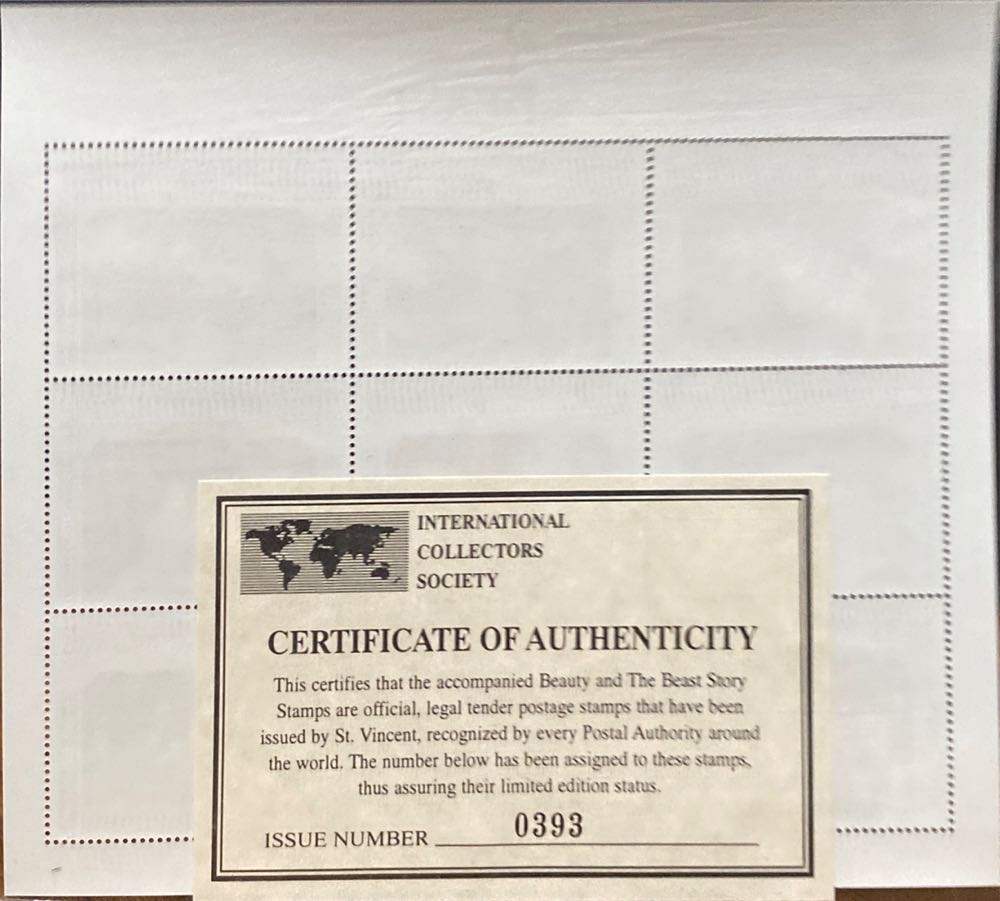 INTERNATIONAL
COLLECTORS
SOCIETY
CERTIFICATE OF AUTHENTICITY
This certifies that the accompanied Beauty and The Beast Story
Stamps are official, legal tender postage stamps that have been
issued by St. Vincent, recognized by every Postal Authority around
the world. The number below has been assigned to these stamps,
thus assuring their limited edition status.
ISSUE NUMBER 0393